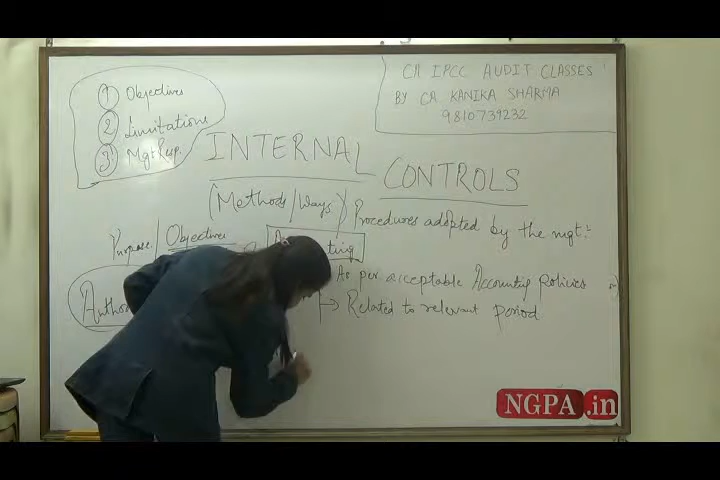 CA IPCC AUDIT CLASSES
BY CA KANIKA SHARMA
9810739232
1 Objectives
2 Limitations
3 Mgt Resp.
INTERNAL CONTROLS
(Methods/Ways) Procedures adopted by the mgt:
Purpose/Objectives
As per acceptable Accounting policies
→ Related to relevant period
NGPA.in